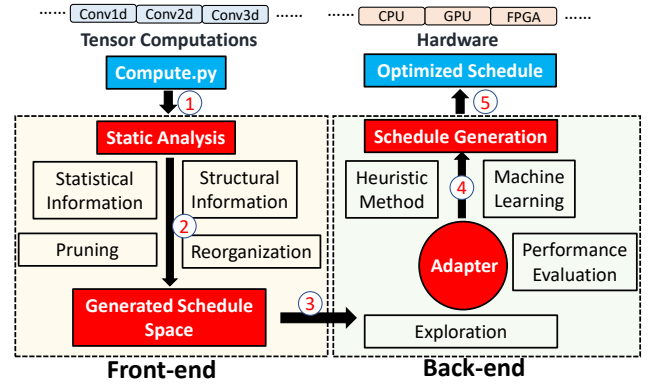 ...... Conv1d Conv2d Conv3d ......
Tensor Computations
Compute.py
1
Static Analysis
Statistical
Information
Structural
Information
2
Pruning
Reorganization
Generated Schedule
Space
3
Front-end
...... CPU GPU FPGA ......
Hardware
Optimized Schedule
5
Schedule Generation
Heuristic
Method
4
Machine
Learning
Adapter
Performance
Evaluation
Exploration
Back-end